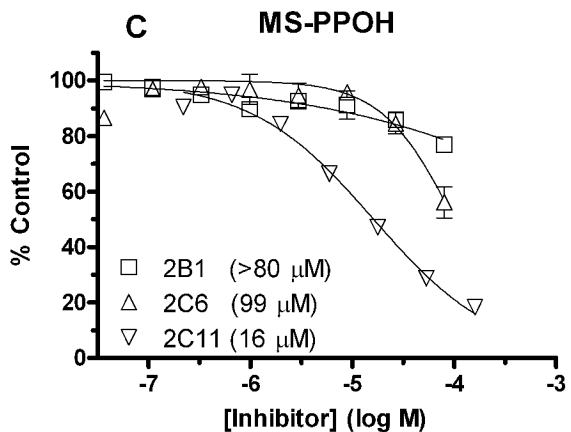 C MS-PPOH
100
80
60
40
20
0
% Control
2B1 (>80 μM)
2C6 (99 μM)
2C11 (16 μM)
-7 -6 -5 -4 -3
[Inhibitor] (log M)